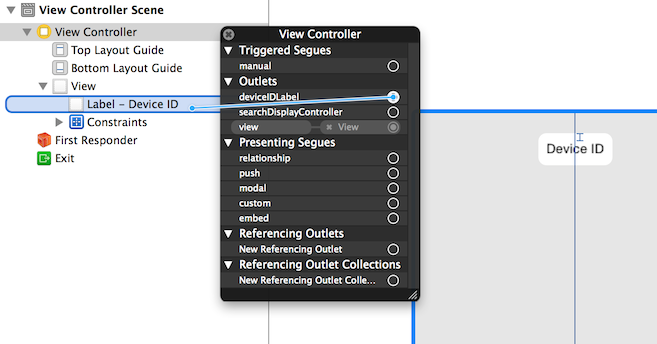 View Controller Scene
View Controller
Top Layout Guide
Bottom Layout Guide
View
Label – Device ID
Constraints
First Responder
Exit
View Controller
Triggered Segues
manual
Outlets
deviceIDLabel
searchDisplayController
view View
Presenting Segues
relationship
push
modal
custom
embed
Referencing Outlets
New Referencing Outlet
Referencing Outlet Collections
New Referencing Outlet Colle...
Device ID